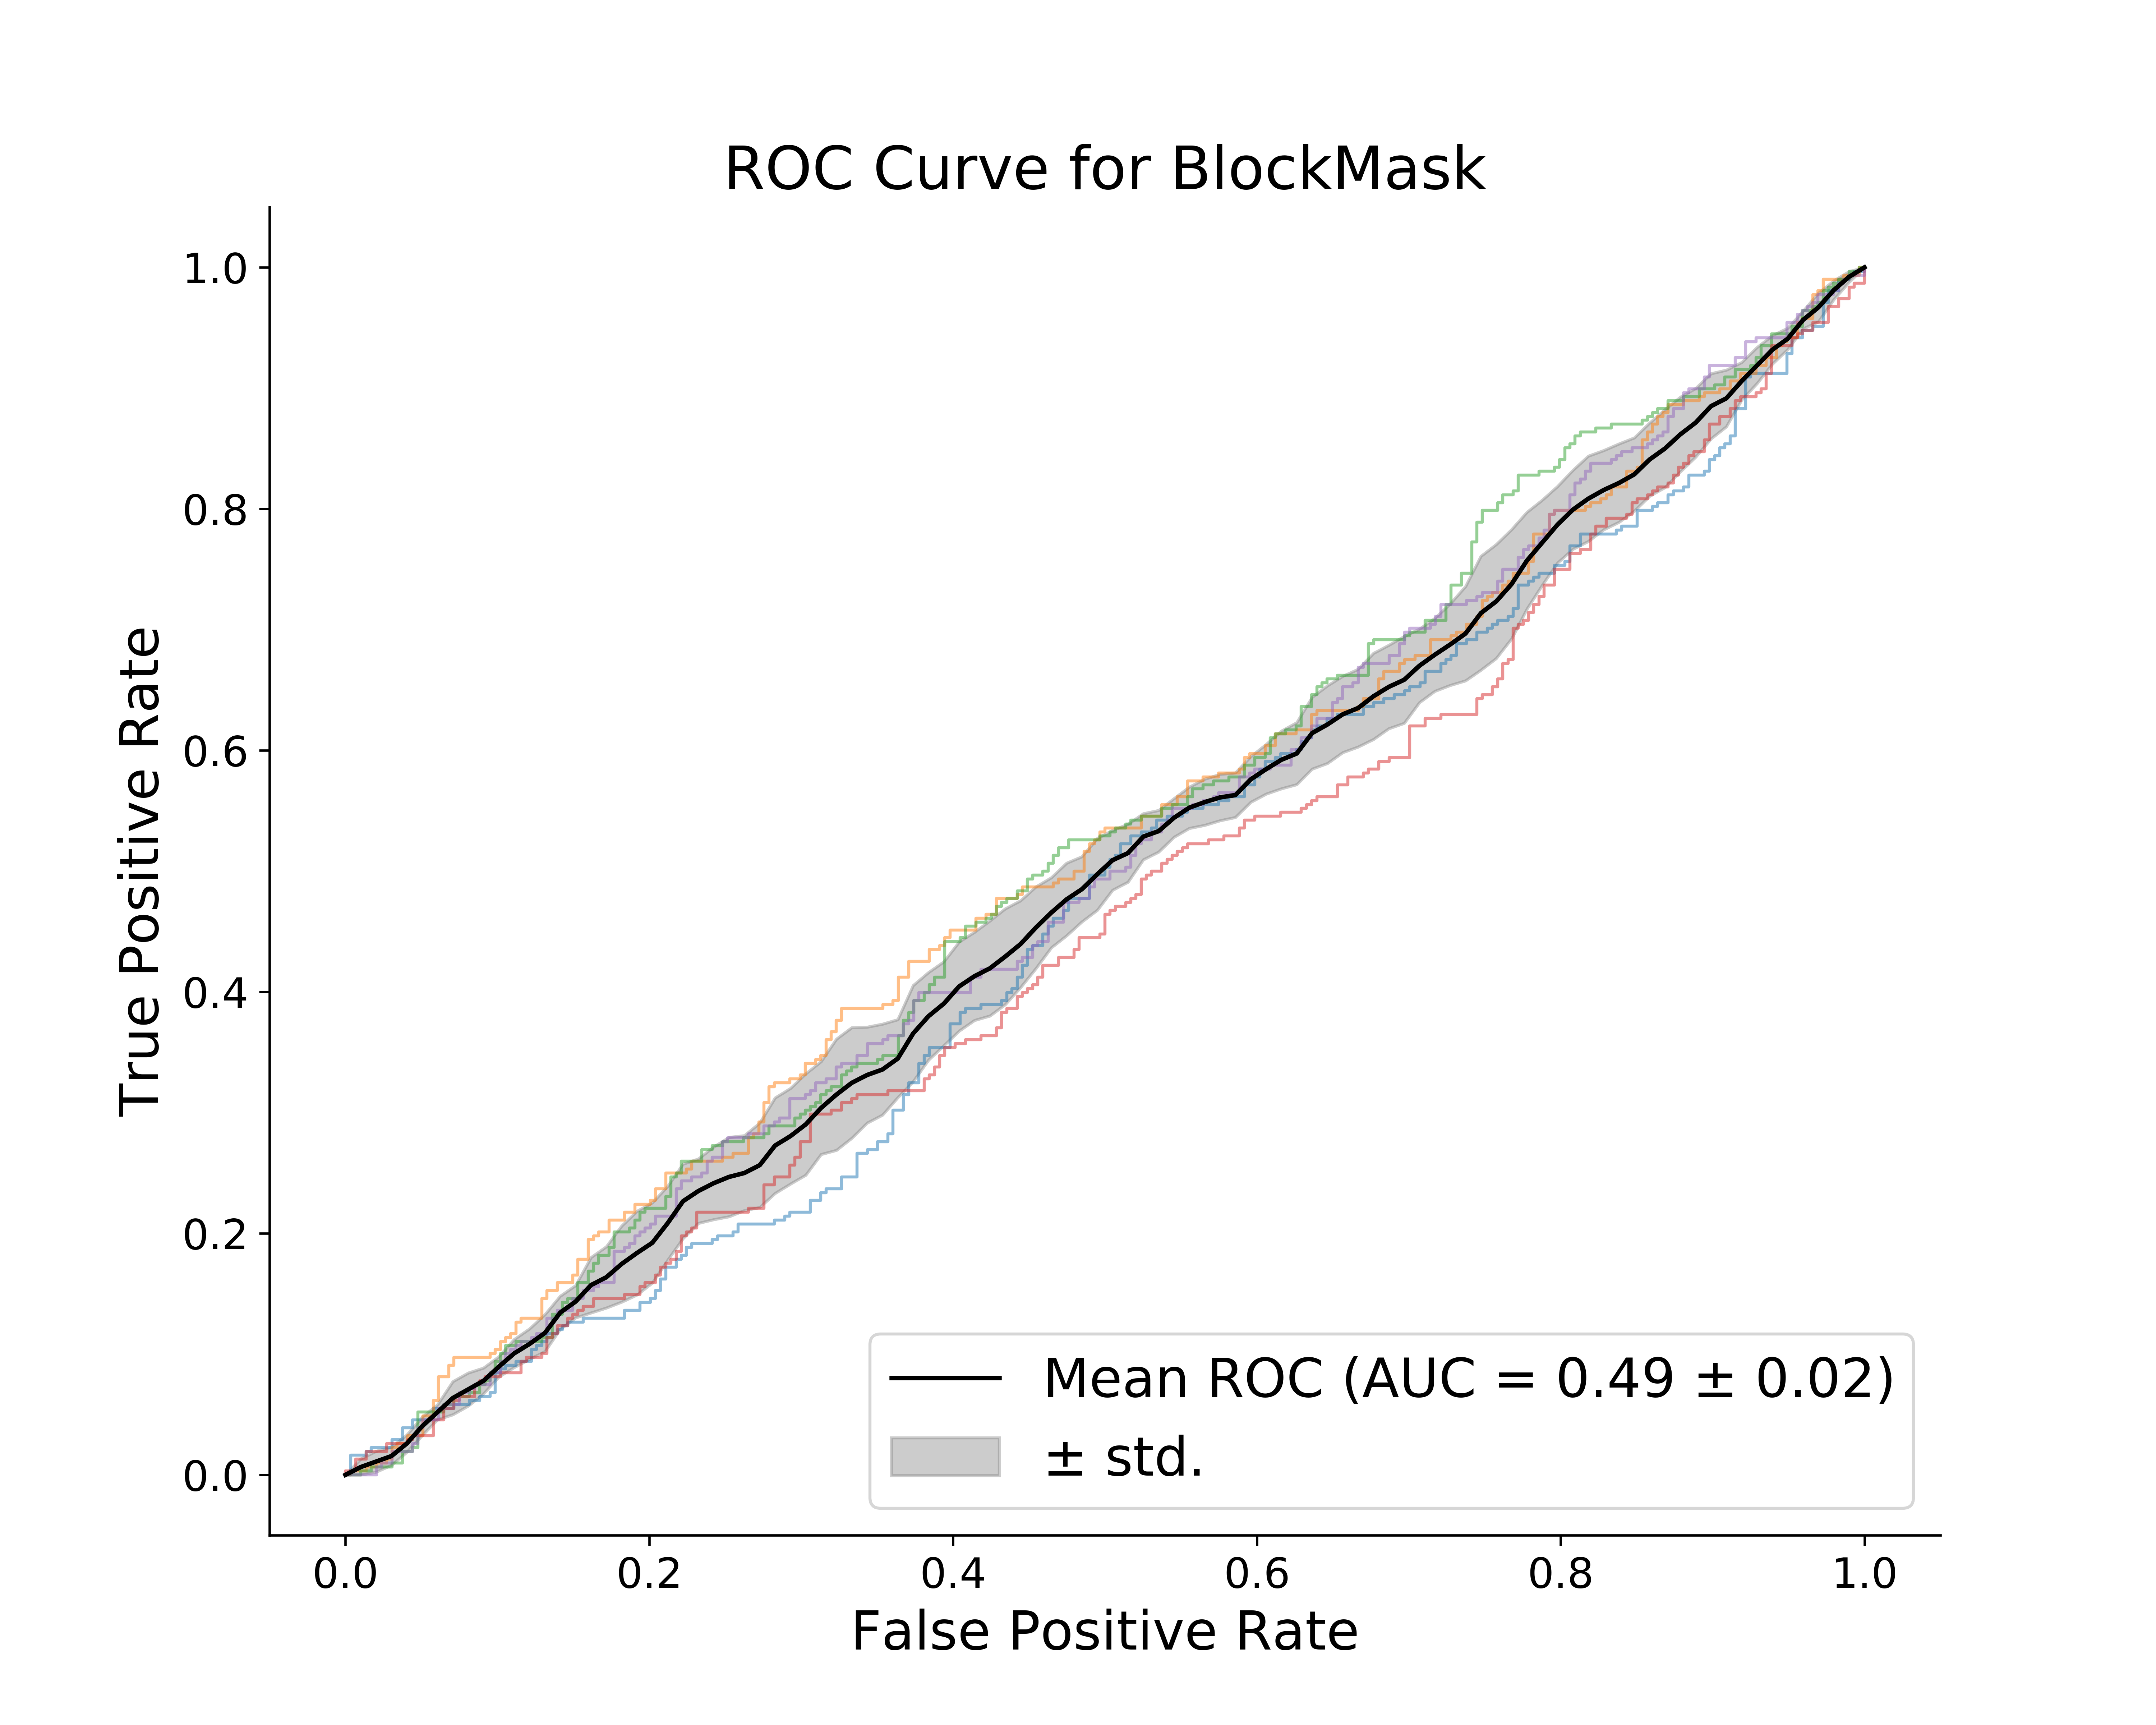 ROC Curve for BlockMask
True Positive Rate
1.0
0.8
0.6
0.4
0.2
0.0
Mean ROC (AUC = 0.49 ± 0.02)
± std.
0.0 0.2 0.4 0.6 0.8 1.0
False Positive Rate